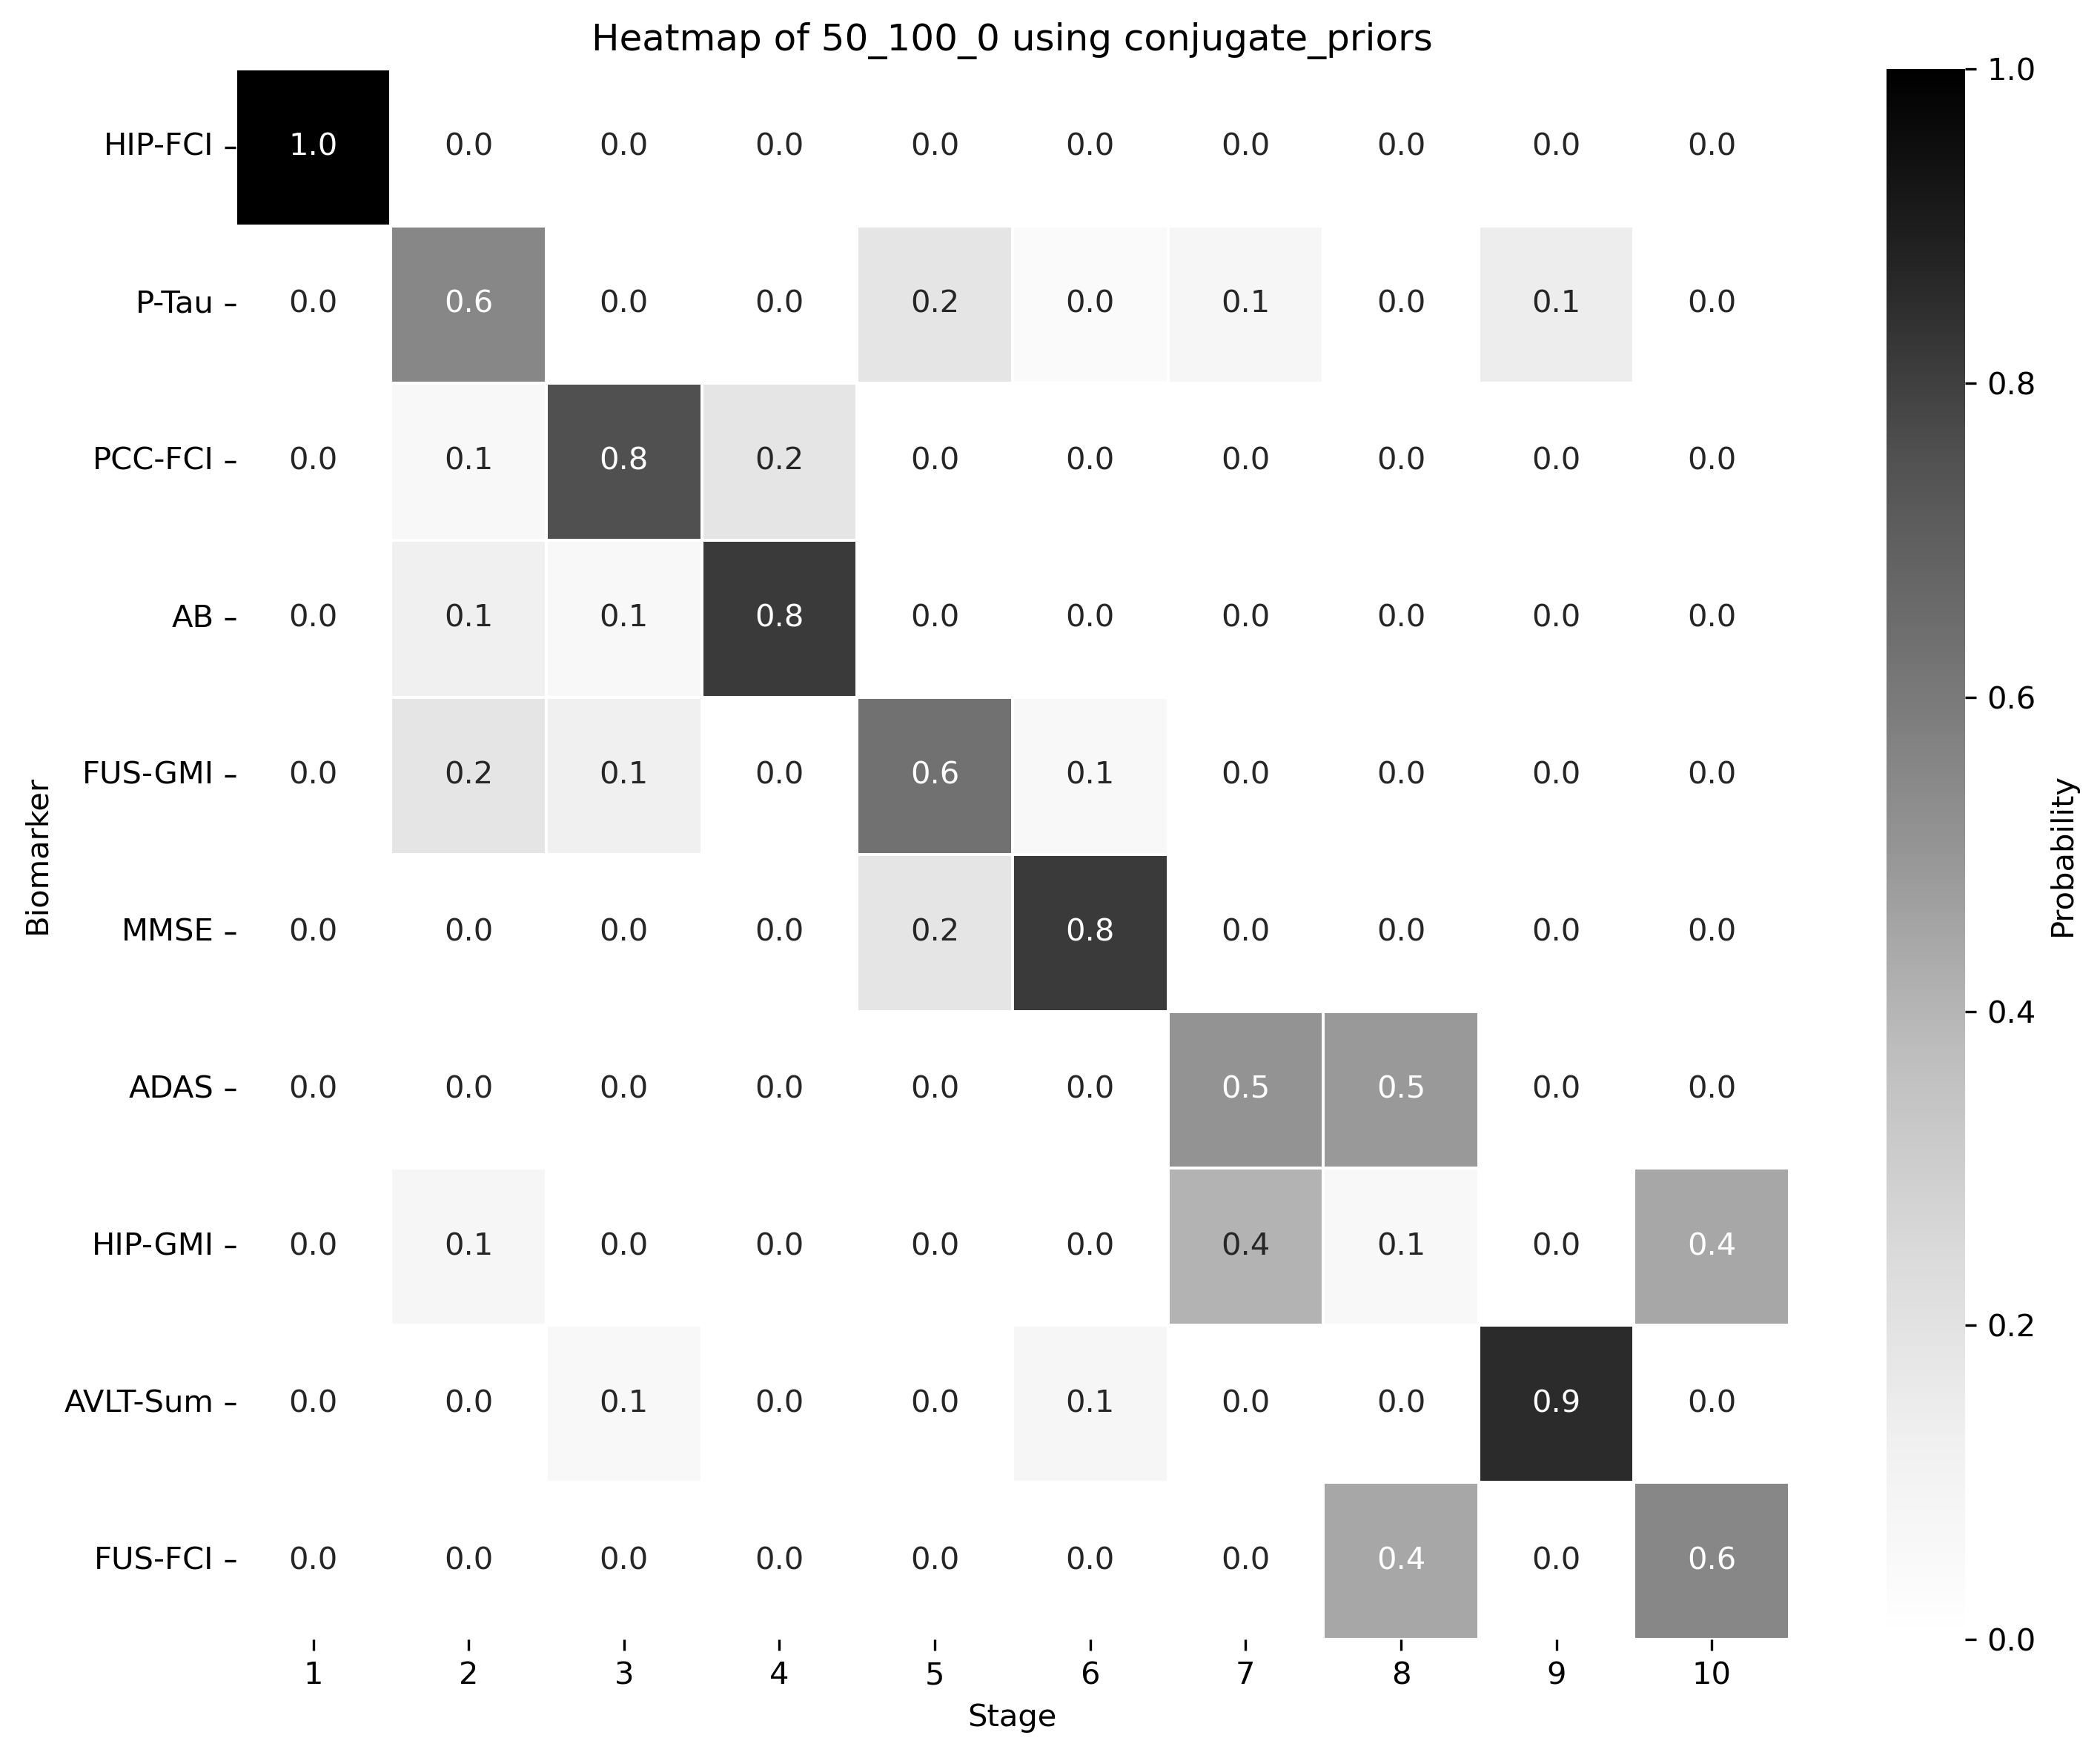 Heatmap of 50_100_0 using conjugate_priors
Biomarker
HIP-FCI 1.0 0.0 0.0 0.0 0.0 0.0 0.0 0.0 0.0 0.0
P-Tau 0.0 0.6 0.0 0.0 0.2 0.0 0.1 0.0 0.1 0.0
PCC-FCI 0.0 0.1 0.8 0.2 0.0 0.0 0.0 0.0 0.0 0.0
AB 0.0 0.1 0.1 0.8 0.0 0.0 0.0 0.0 0.0 0.0
FUS-GMI 0.0 0.2 0.1 0.0 0.6 0.1 0.0 0.0 0.0 0.0
MMSE 0.0 0.0 0.0 0.0 0.2 0.8 0.0 0.0 0.0 0.0
ADAS 0.0 0.0 0.0 0.0 0.0 0.0 0.5 0.5 0.0 0.0
HIP-GMI 0.0 0.1 0.0 0.0 0.0 0.0 0.4 0.1 0.0 0.4
AVLT-Sum 0.0 0.0 0.1 0.0 0.0 0.1 0.0 0.0 0.9 0.0
FUS-FCI 0.0 0.0 0.0 0.0 0.0 0.0 0.0 0.4 0.0 0.6
1 2 3 4 5 6 7 8 9 10
Stage
1.0
0.8
0.6
0.4
0.2
0.0
Probability